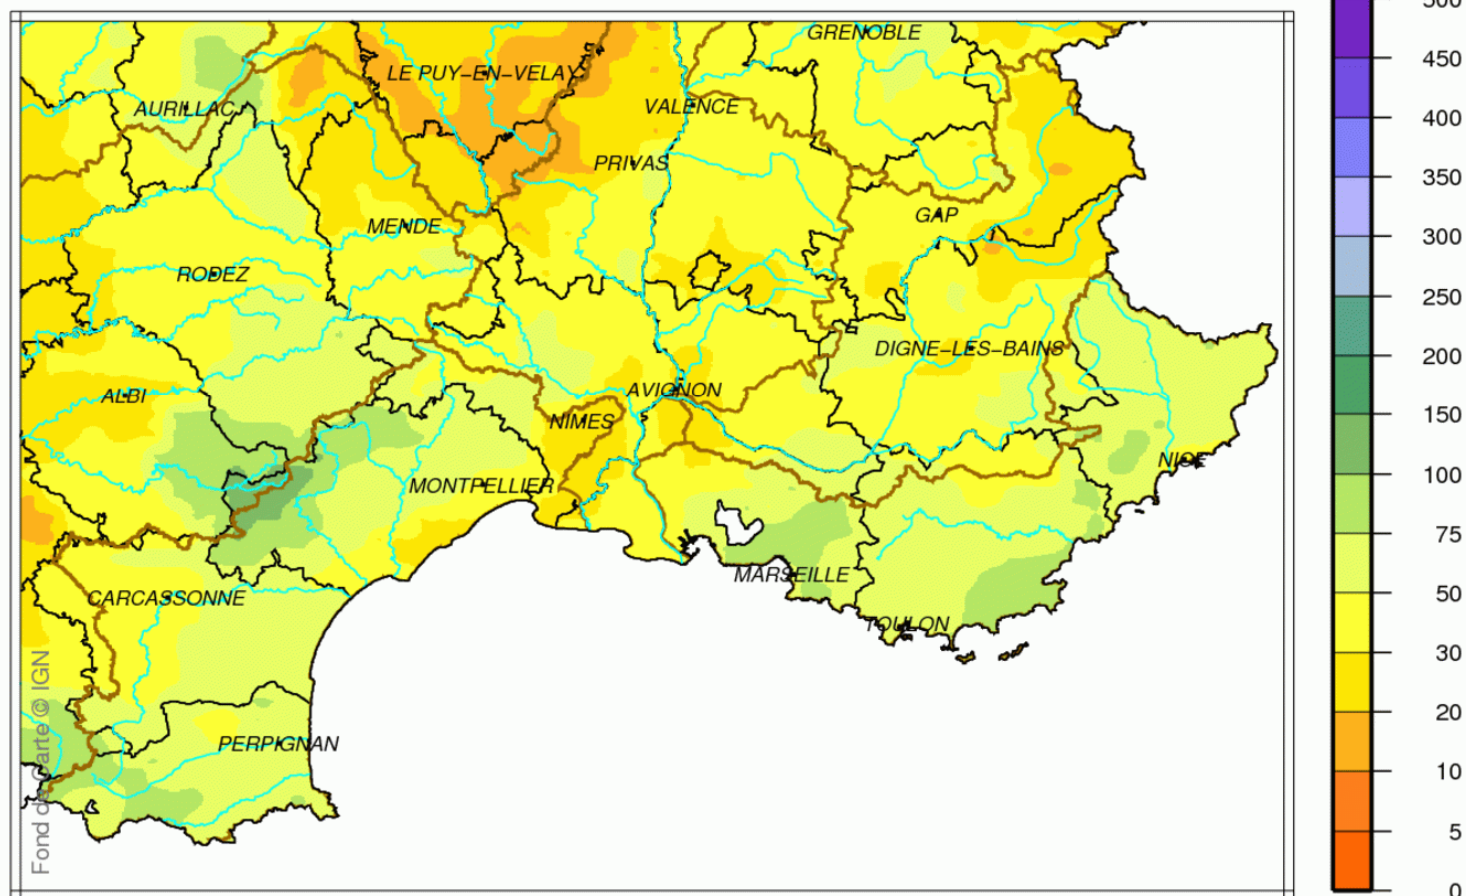 GRENOBLE
LE PUY-EN-VELAY
AURILLAC
VALENCE
PRIVAS
GAP
MENDE
RODEZ
DIGNE-LES-BAINS
ALBI
AVIGNON
NIMES
NICE
MONTPELLIER
MARSEILLE
CARCASSONNE
TOULON
PERPIGNAN
Fond de Carte © IGN
500
450
400
350
300
250
200
150
100
75
50
30
20
10
5
0